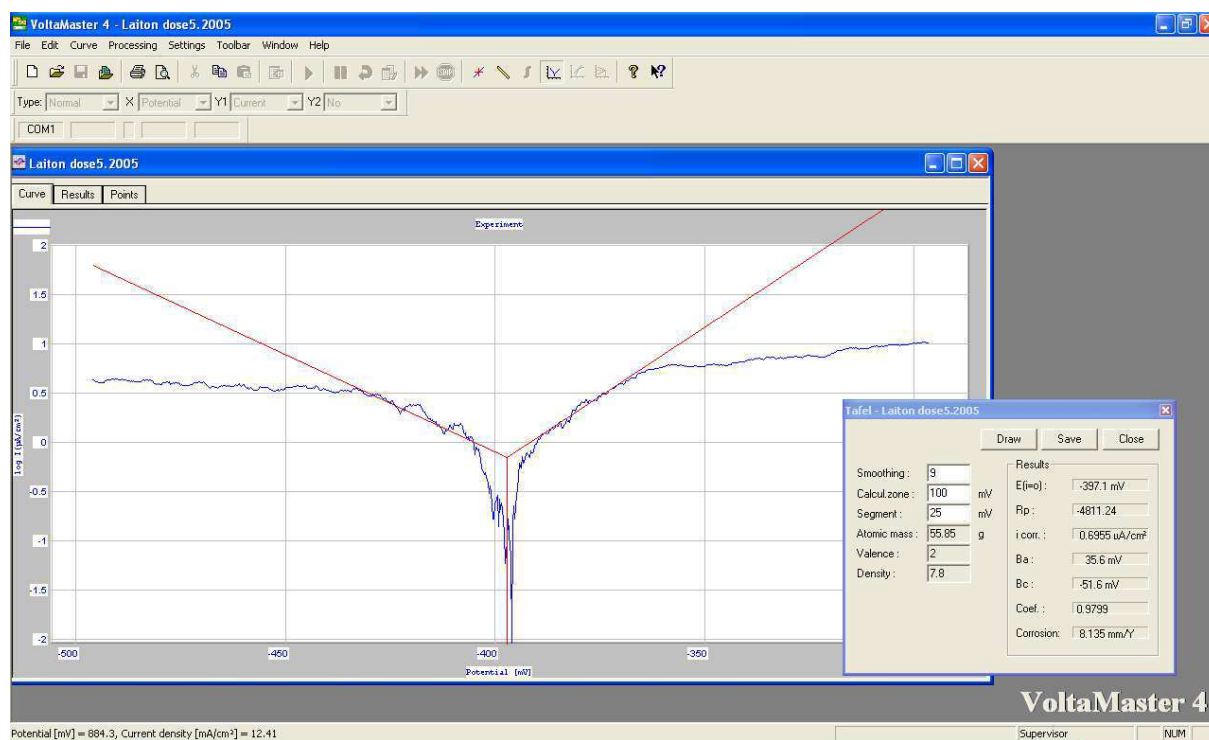 VoltaMaster 4 - Laiton dose5.2005
File Edit Curve Processing Settings Toolbar Window Help
Type: Normal X Potential Y1 Current Y2 No
COM1
Laiton dose5.2005
Curve Results Points
Experiment
2
1.5
1
0.5
0
-0.5
-1
-1.5
-2
log I(µA/cm²)
-500 -450 -400 -350
Potential [mV]
Tafel - Laiton dose5.2005
Draw Save Close
Smoothing : 9
Calcul.zone : 100 mV
Segment : 25 mV
Atomic mass : 55.85 g
Valence : 2
Density : 7.8
Results
E(i=o) : -397.1 mV
Rp : -4811.24
i corr. : 0.6955 uA/cm²
Ba : 35.6 mV
Bc : -51.6 mV
Coef. : 0.9799
Corrosion: 8.135 mm/Y
VoltaMaster 4
Potential [mV] = 884.3, Current density [mA/cm²] = 12.41 Supervisor NUM